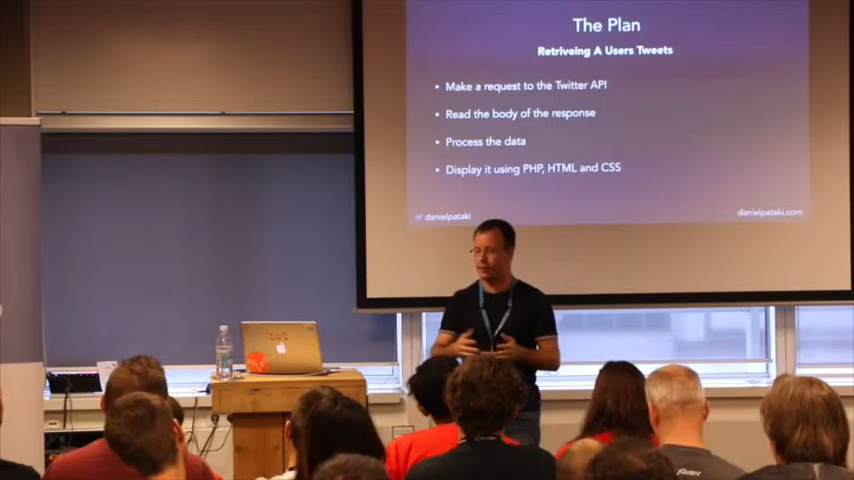 The Plan
Retriveing A Users Tweets
• Make a request to the Twitter API
• Read the body of the response
• Process the data
• Display it using PHP, HTML and CSS
danielpataki
danielpataki.com
jQuery